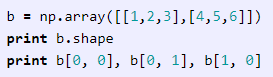 b = np.array([[1,2,3],[4,5,6]])
print b.shape
print b[0, 0], b[0, 1], b[1, 0]